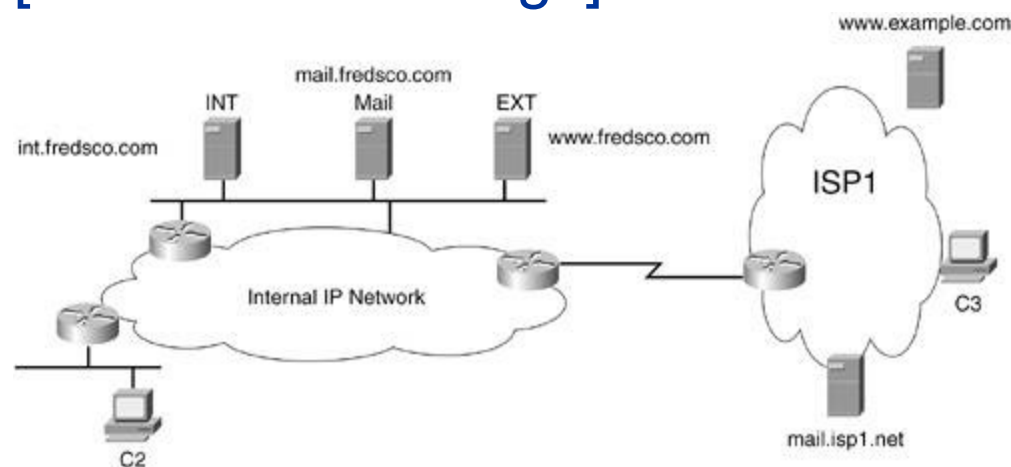 www.example.com
mail.fredsco.com
INT
Mail
EXT
int.fredsco.com
www.fredsco.com
ISP1
Internal IP Network
C3
C2
mail.isp1.net